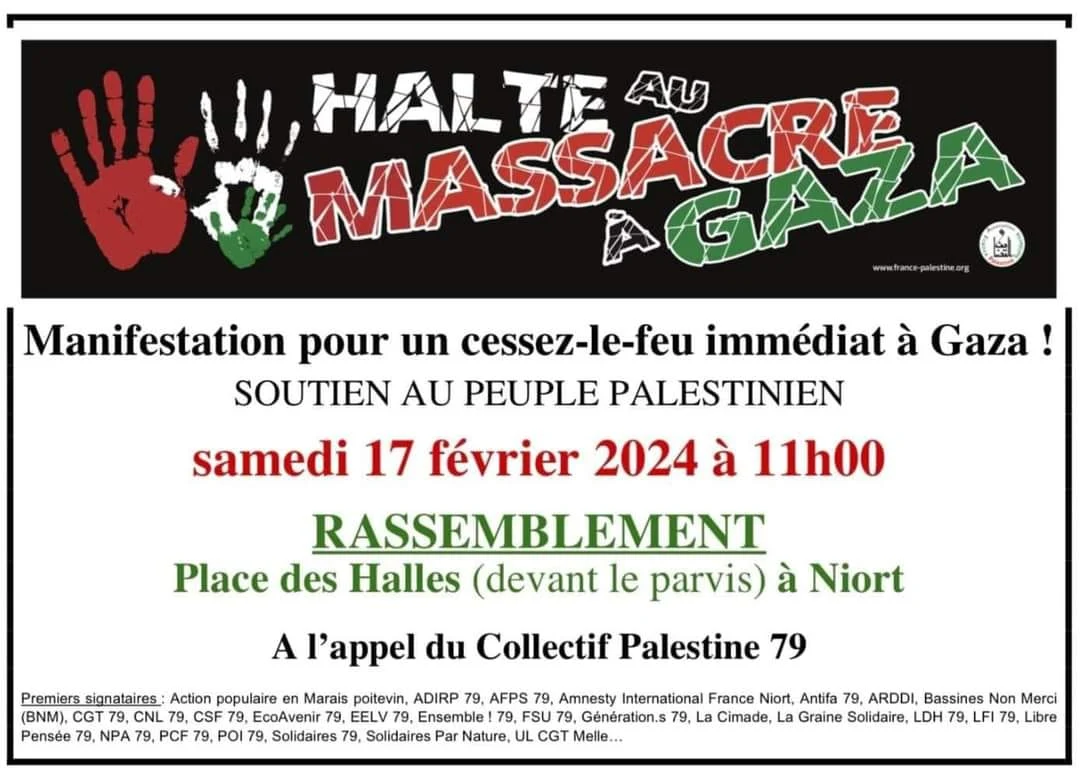 HALTE AU
MASSACRE
À GAZA
www.france-palestine.org
Palestine
Manifestation pour un cessez-le-feu immédiat à Gaza !
SOUTIEN AU PEUPLE PALESTINIEN
samedi 17 février 2024 à 11h00
RASSEMBLEMENT
Place des Halles (devant le parvis) à Niort
A l’appel du Collectif Palestine 79
Premiers signataires : Action populaire en Marais poitevin, ADIRP 79, AFPS 79, Amnesty International France Niort, Antifa 79, ARDDI, Bassines Non Merci
(BNM), CGT 79, CNL 79, CSF 79, EcoAvenir 79, EELV 79, Ensemble ! 79, FSU 79, Génération.s 79, La Cimade, La Graine Solidaire, LDH 79, LFI 79, Libre
Pensée 79, NPA 79, PCF 79, POI 79, Solidaires 79, Solidaires Par Nature, UL CGT Melle…